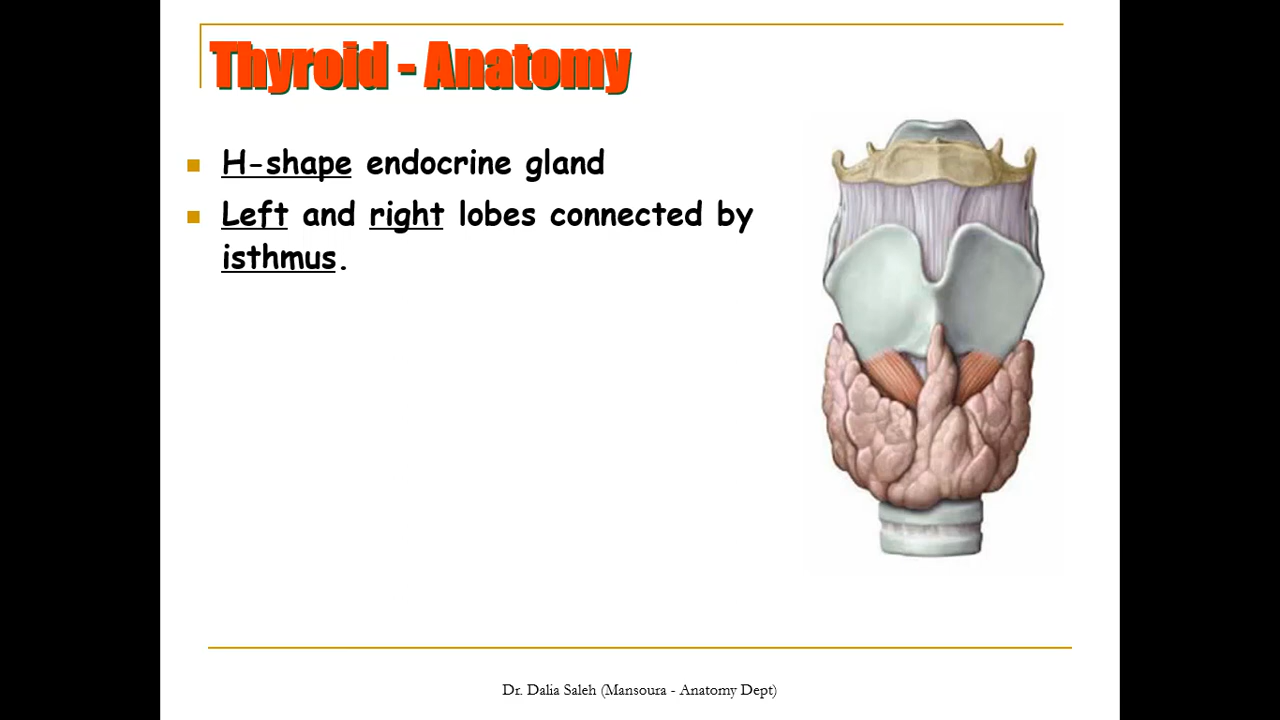 Thyroid - Anatomy
H-shape endocrine gland
Left and right lobes connected by
isthmus.
Dr. Dalia Saleh (Mansoura - Anatomy Dept)